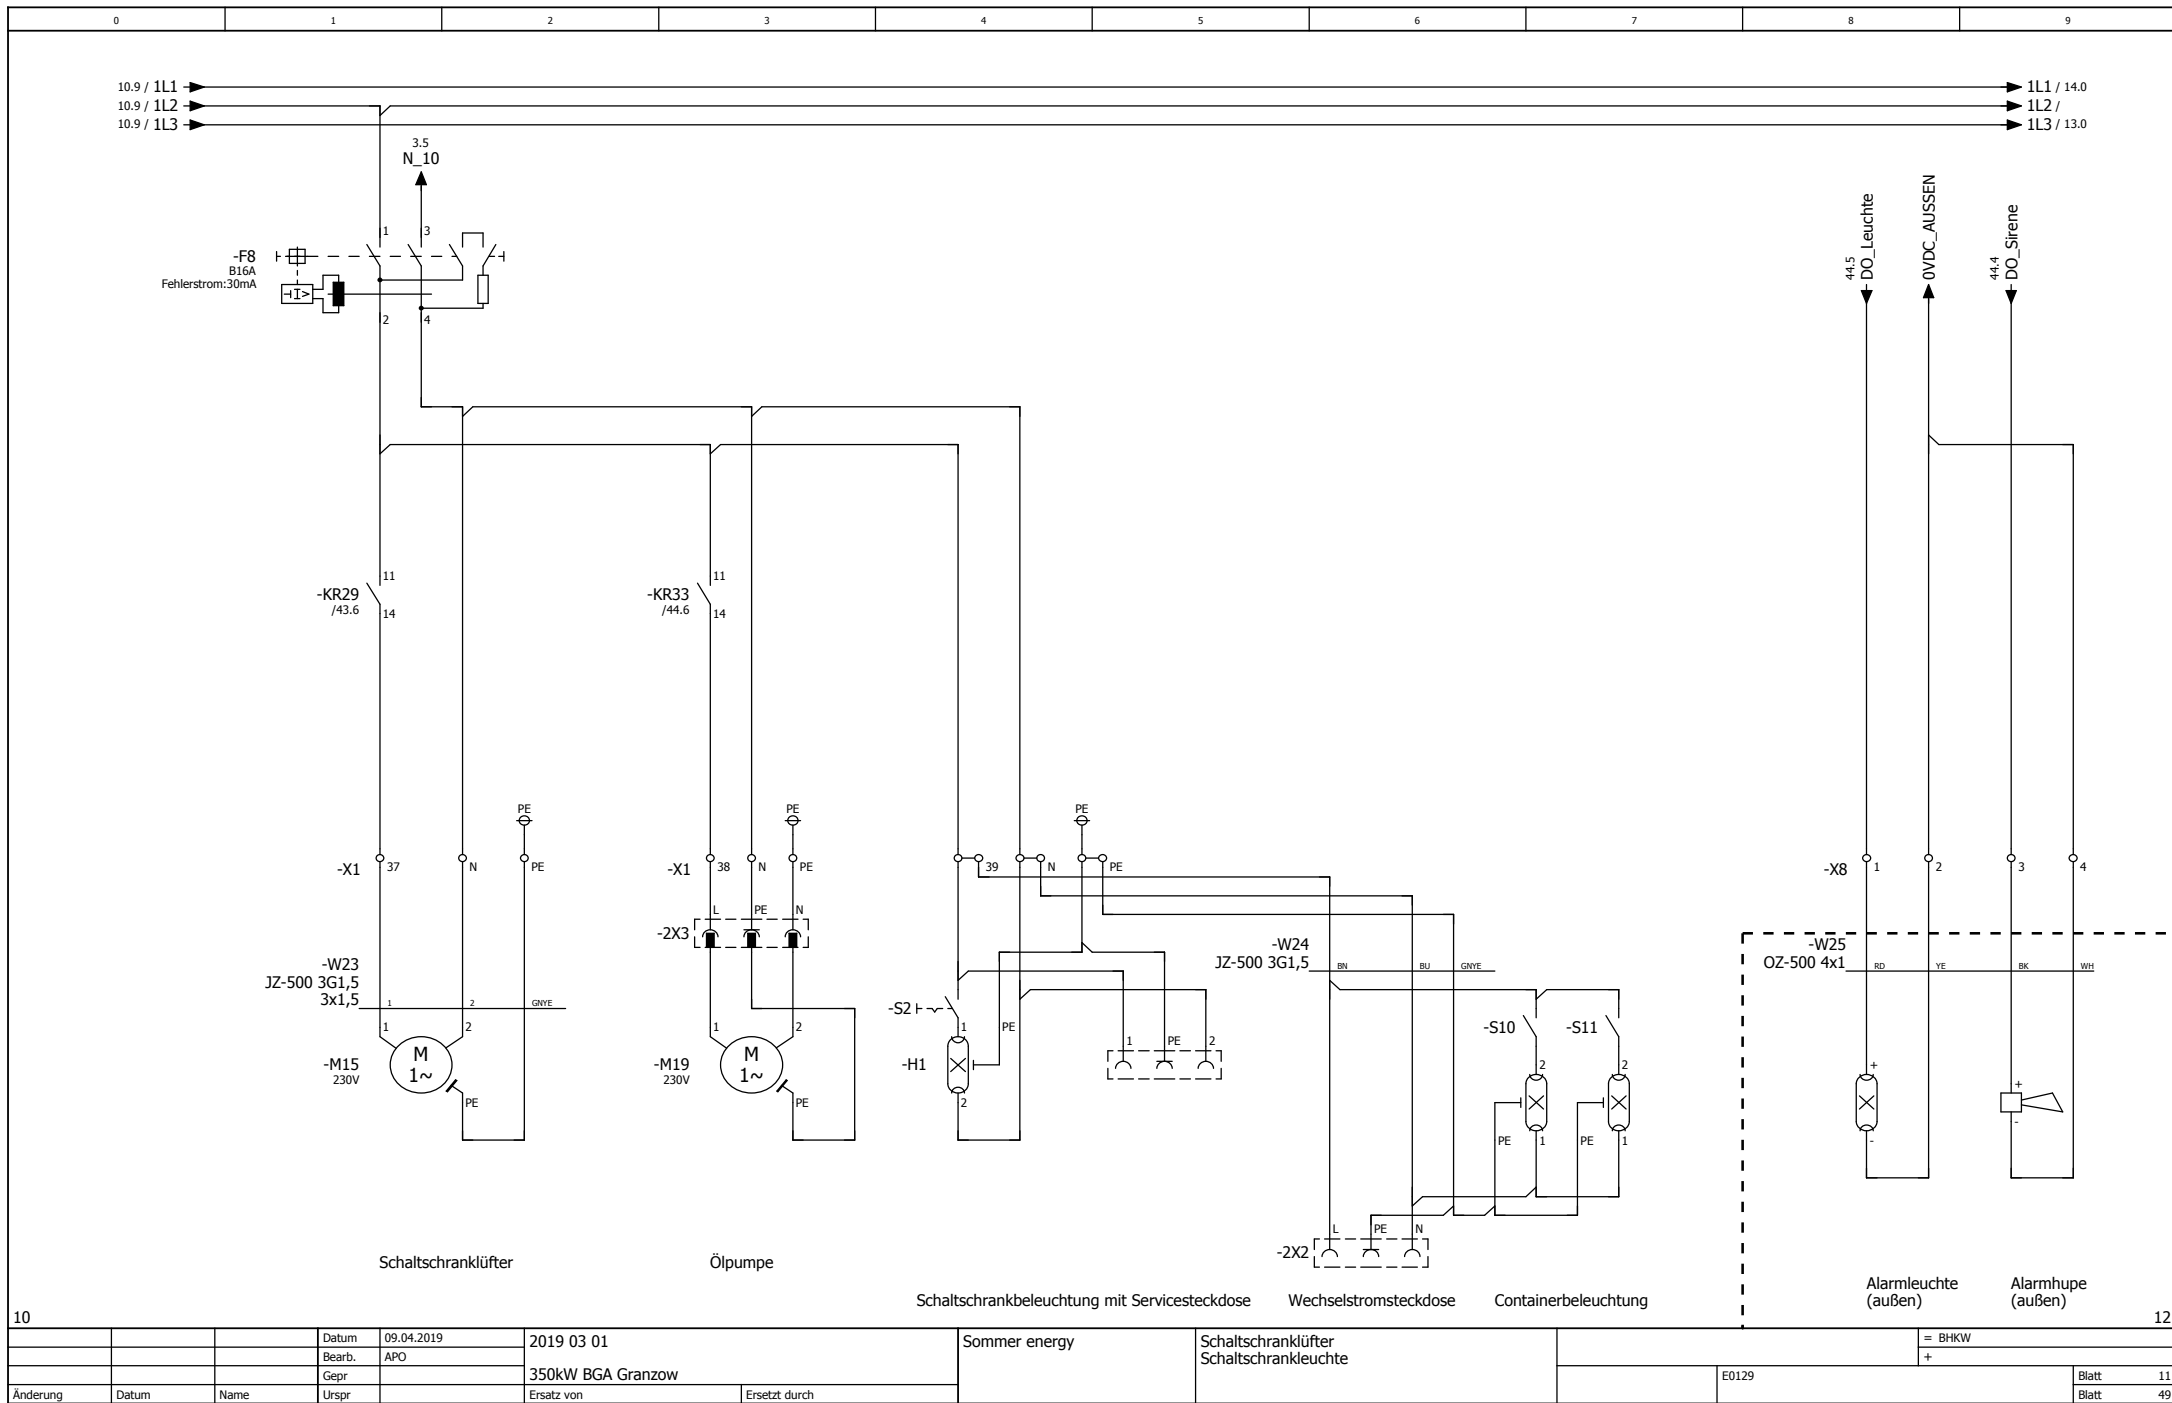 0 1 2 3 4 5 6 7 8 9
10.9 / 1L1
1L1 / 14.0
10.9 / 1L2
1L2 /
10.9 / 1L3
1L3 / 13.0
3.5
N_10
44.5
DO_Leuchte
0VDC_AUSSEN
44.4
DO_Sirene
1 3
-F8
B16A
Fehlerstrom:30mA
I>
2 4
11 11
-KR29
/43.6
14
-KR33
/44.6
14
PE PE PE
-X1 37 N PE
-X1 38 N PE
39 N PE
-X8 1 2 3 4
L PE N
-2X3
-W23
JZ-500 3G1,5
3x1,5
1 2 GNYE
-W24
JZ-500 3G1,5
BN BU GNYE
-W25
OZ-500 4x1
RD YE BK WH
1 2
-M15
230V
M
1~
PE
1 2
-M19
230V
M
1~
PE
-S2
1 PE
-H1
2
1 PE 2
-S10 -S11
2 2
PE 1 PE 1
+
-
+
-
L PE N
-2X2
Schaltschranklüfter
Ölpumpe
Schaltschrankbeleuchtung mit Servicesteckdose
Wechselstromsteckdose
Containerbeleuchtung
Alarmleuchte
(außen)
Alarmhupe
(außen)
10
12
Datum 09.04.2019
Bearb. APO
Gepr
Änderung Datum Name Urspr
2019 03 01
350kW BGA Granzow
Ersatz von Ersetzt durch
Sommer energy
Schaltschranklüfter
Schaltschrankleuchte
E0129
= BHKW
+
Blatt 11
Blatt 49